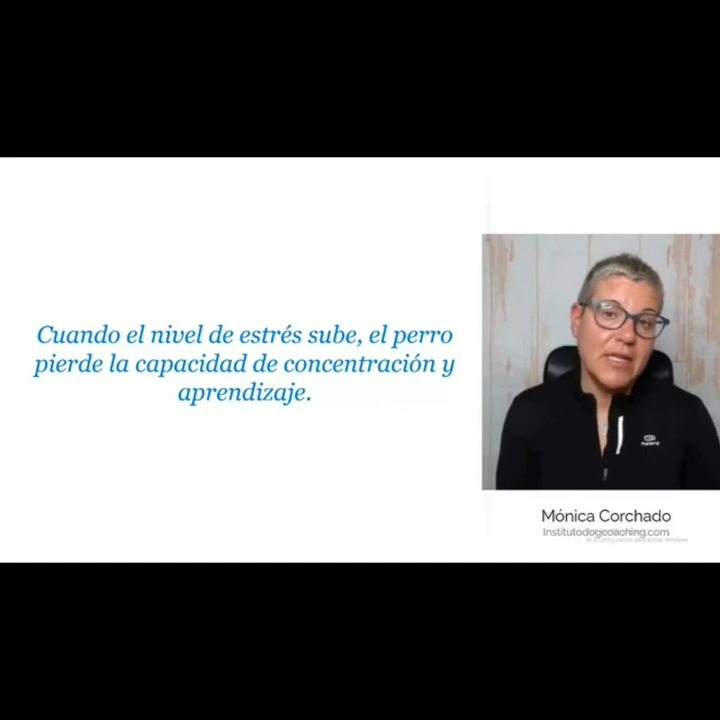 Cuando el nivel de estrés sube, el perro
pierde la capacidad de concentración y
aprendizaje.
Mónica Corchado
Institutodogcoaching.com